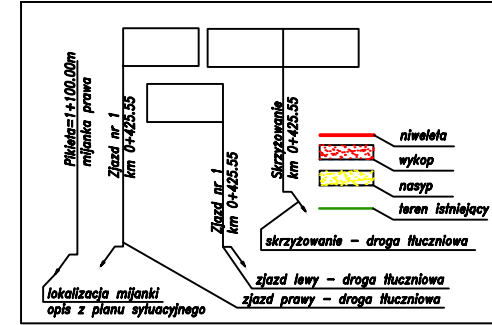 Pikieta=1+100.00m
mijanka prawa
Zjazd nr 1
km 0+425.55
Zjazd nr 1
km 0+425.55
Skrzyżowanie
km 0+425.55
niweleta
wykop
nasyp
teren istniejący
skrzyżowanie - droga tłuczniowa
zjazd lewy - droga tłuczniowa
zjazd prawy - droga tłuczniowa
lokalizacja mijanki
opis z planu sytuacyjnego